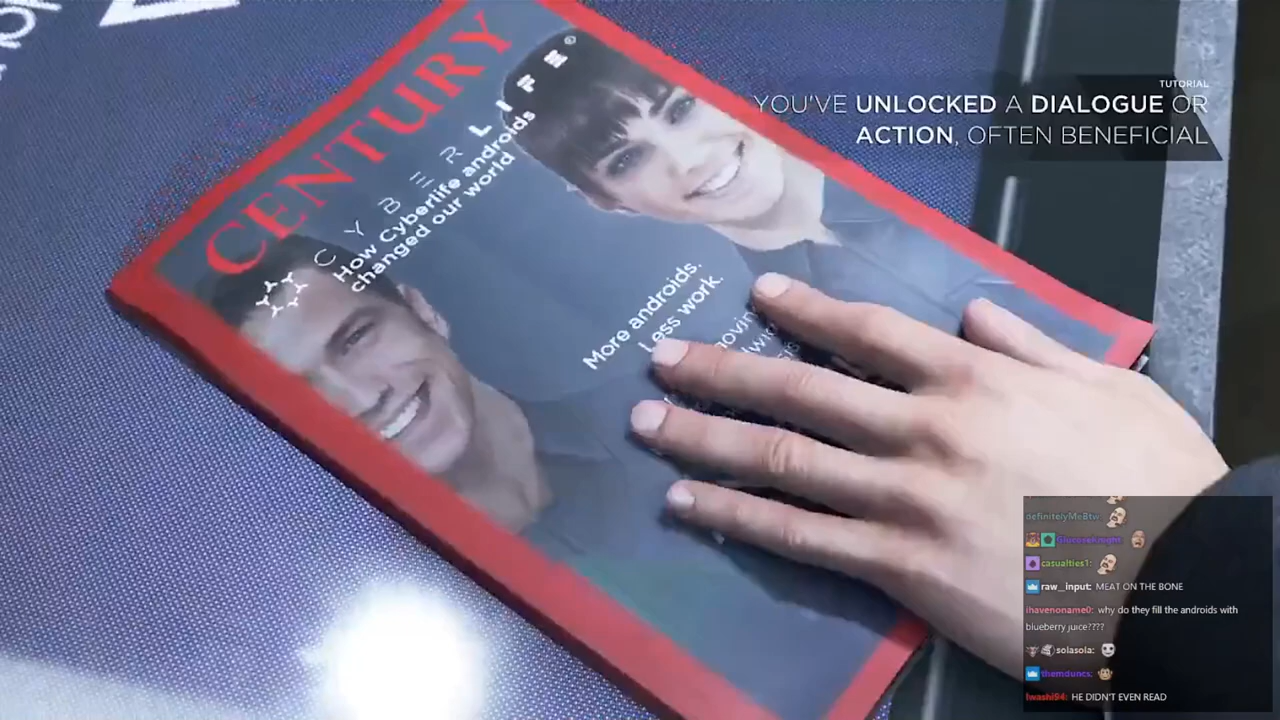 TUTORIAL
YOU'VE UNLOCKED A DIALOGUE OR
ACTION, OFTEN BENEFICIAL
CENTURY
CYBERLIFE
How Cyberlife androids
changed our world
More androids.
Less work.
definitelyMeBtw:
GlucoseKnight:
casualties1:
raw_input: MEAT ON THE BONE
ihavenoname0: why do they fill the androids with
blueberry juice????
solasola:
themduncs:
fwashi94: HE DIDN'T EVEN READ